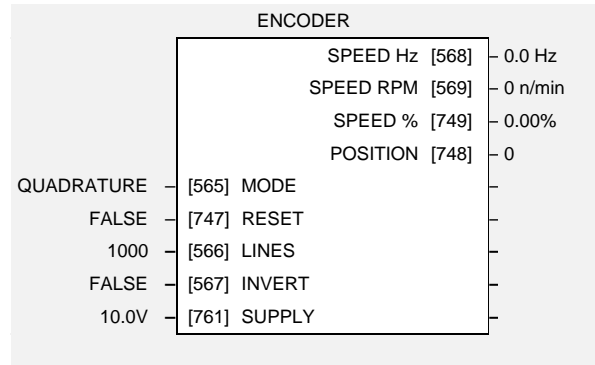 ENCODER
SPEED Hz [568] – 0.0 Hz
SPEED RPM [569] – 0 n/min
SPEED % [749] – 0.00%
POSITION [748] – 0
QUADRATURE – [565] MODE –
FALSE – [747] RESET –
1000 – [566] LINES –
FALSE – [567] INVERT –
10.0V – [761] SUPPLY –